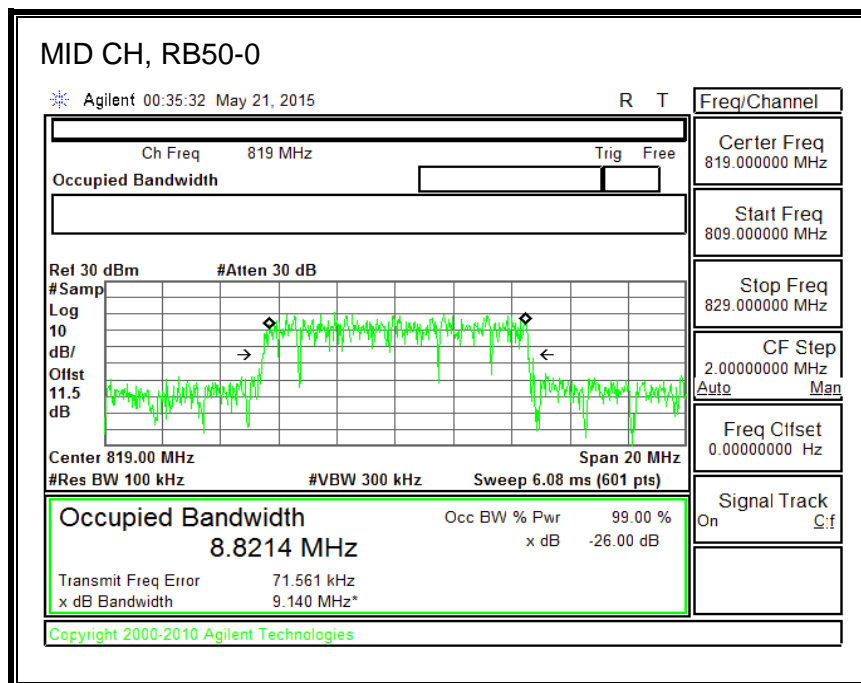 MID CH, RB50-0
Agilent 00:35:32 May 21, 2015 R T
Freq/Channel
Ch Freq 819 MHz Trig Free
Occupied Bandwidth
Center Freq
819.000000 MHz
Start Freq
809.000000 MHz
Stop Freq
829.000000 MHz
CF Step
2.00000000 MHz
Auto Man
Freq Offset
0.00000000 Hz
Signal Track
On Off
Ref 30 dBm #Atten 30 dB
#Samp
Log
10
dB/
Offst
11.5
dB
Center 819.00 MHz Span 20 MHz
#Res BW 100 kHz #VBW 300 kHz Sweep 6.08 ms (601 pts)
Occupied Bandwidth
8.8214 MHz
Occ BW % Pwr 99.00 %
x dB -26.00 dB
Transmit Freq Error 71.561 kHz
x dB Bandwidth 9.140 MHz*
Copyright 2000-2010 Agilent Technologies